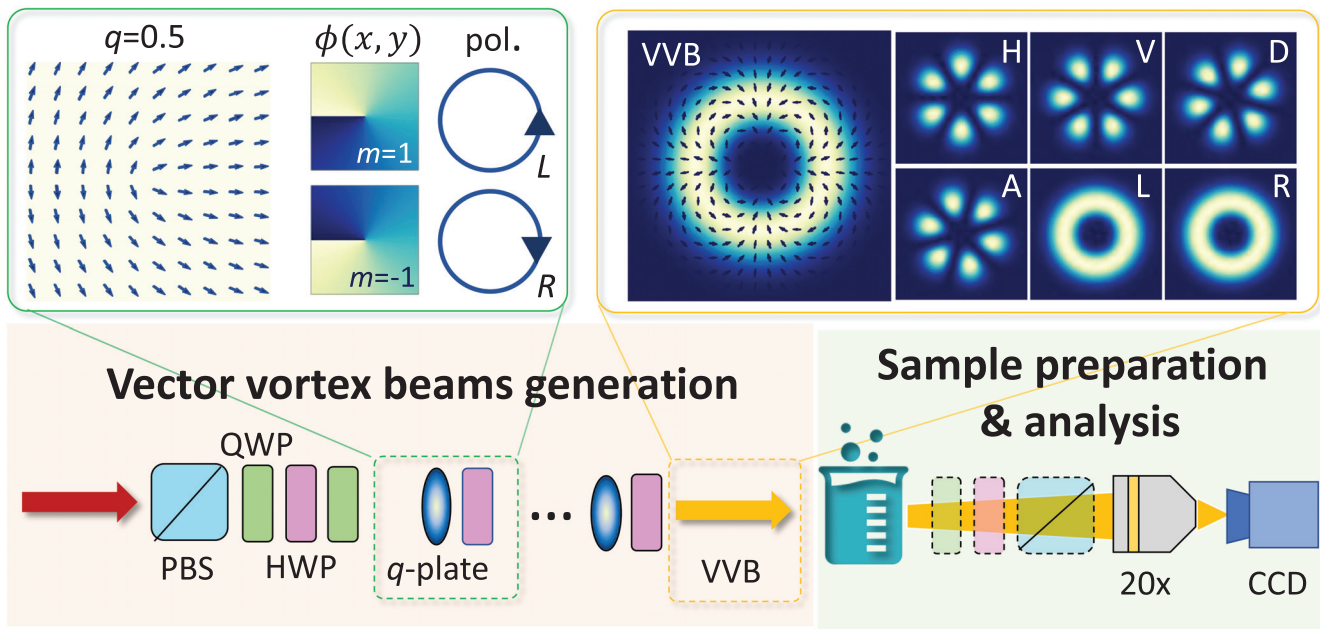 q=0.5
ϕ(x, y)
pol.
m=1
L
m=-1
R
VVB
H
V
D
A
L
R
Vector vortex beams generation
Sample preparation
& analysis
QWP
PBS
HWP
q-plate
...
VVB
20x
CCD